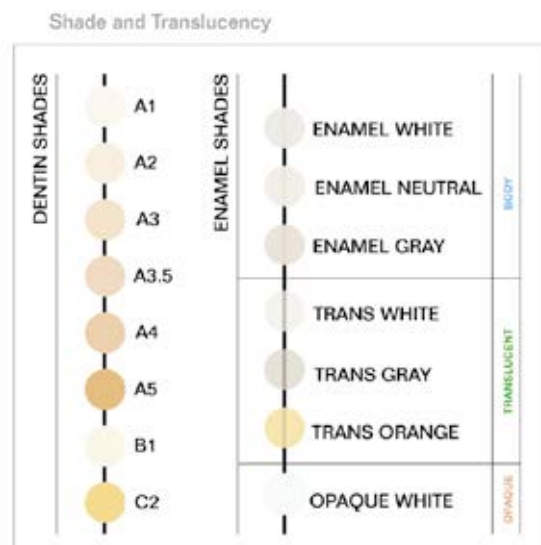 Shade and Translucency
DENTIN SHADES
A1
A2
A3
A3.5
A4
A5
B1
C2
ENAMEL SHADES
ENAMEL WHITE
ENAMEL NEUTRAL
ENAMEL GRAY
BODY
TRANS WHITE
TRANS GRAY
TRANS ORANGE
TRANSLUCENT
OPAQUE WHITE
OPAQUE